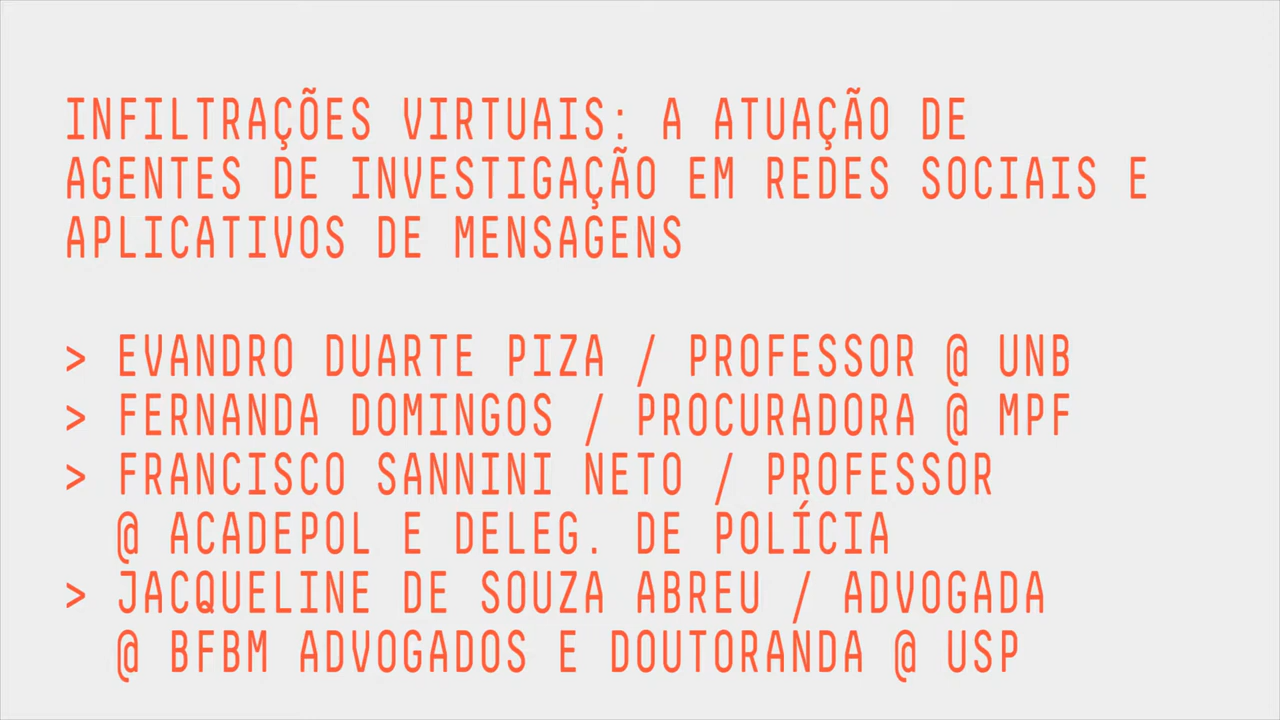 INFILTRAÇÕES VIRTUAIS: A ATUAÇÃO DE
AGENTES DE INVESTIGAÇÃO EM REDES SOCIAIS E
APLICATIVOS DE MENSAGENS
> EVANDRO DUARTE PIZA / PROFESSOR @ UNB
> FERNANDA DOMINGOS / PROCURADORA @ MPF
> FRANCISCO SANNINI NETO / PROFESSOR
@ ACADEPOL E DELEG. DE POLÍCIA
> JACQUELINE DE SOUZA ABREU / ADVOGADA
@ BFBM ADVOGADOS E DOUTORANDA @ USP